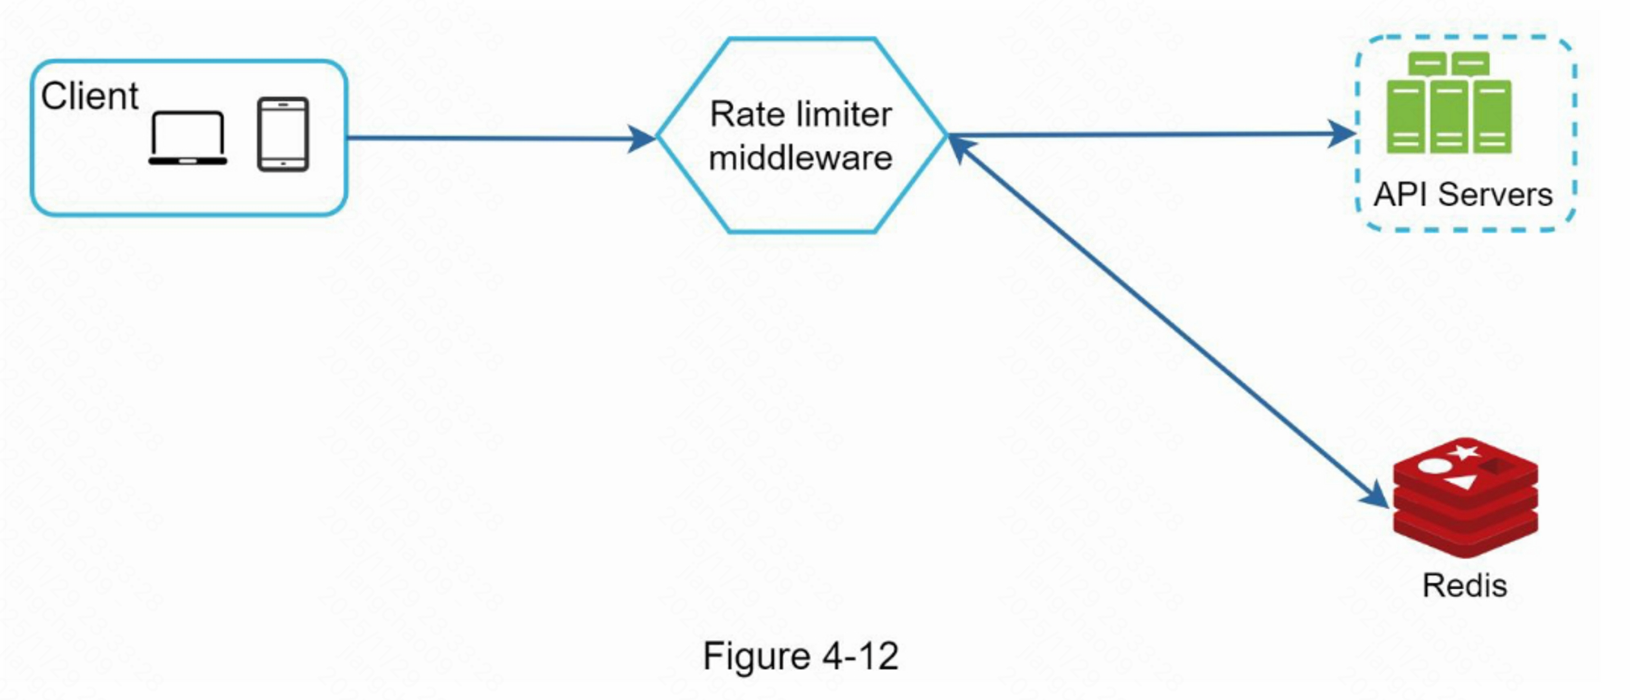 Client
Rate limiter
middleware
API Servers
Redis
Figure 4-12